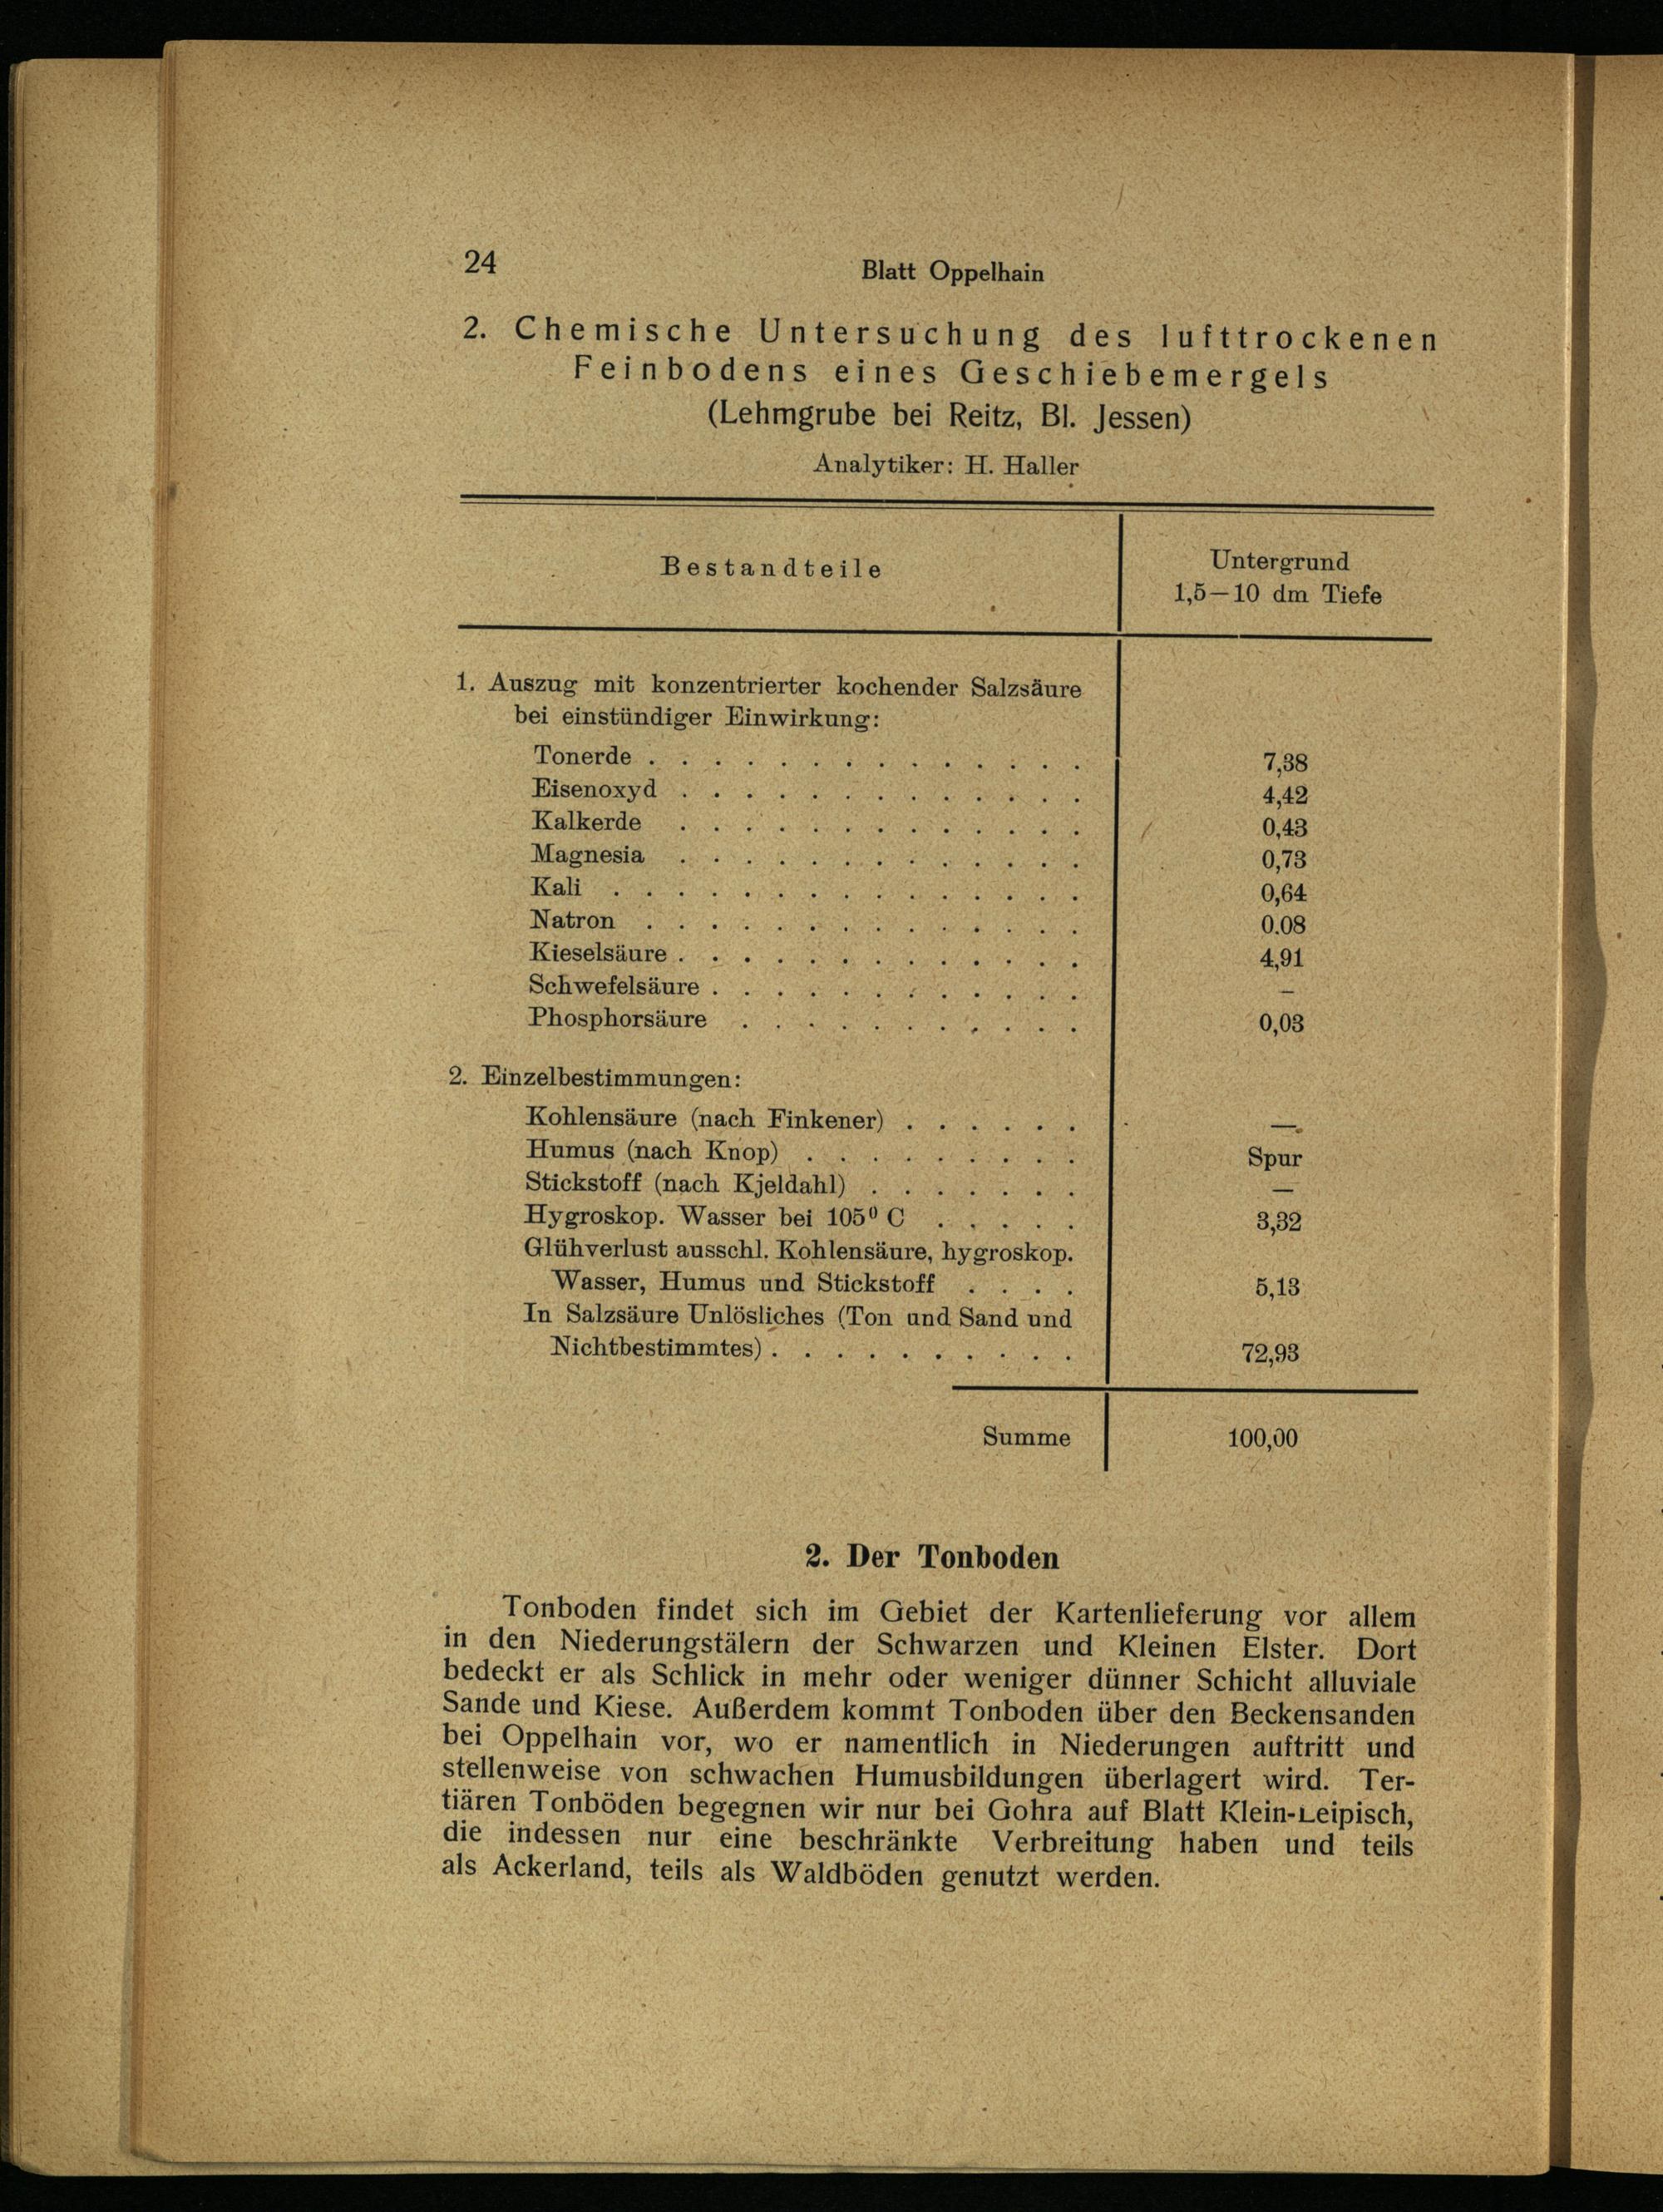 24
Blatt Oppelhain
2. Chemische Untersuchung des lufttrockenen
Feinbodens eines Geschiebemergels
(Lehmgrube bei Reitz, Bl. Jessen)
Analytiker: H. Haller
Bestandteile
Untergrund
1,5—10 dm Tiefe
1. Auszug mit konzentrierter kochender Salzsäure
bei einstündiger Einwirkung:
Tonerde . . . . . . . . . . . . . . 7,38
Eisenoxyd . . . . . . . . . . . . . 4,42
Kalkerde . . . . . . . . . . . . . 0,43
Magnesia . . . . . . . . . . . . . 0,73
Kali . . . . . . . . . . . . . . . 0,64
Natron . . . . . . . . . . . . . . 0.08
Kieselsäure . . . . . . . . . . . . . 4,91
Schwefelsäure . . . . . . . . . . . . —
Phosphorsäure . . . . . . . . . . . 0,03
2. Einzelbestimmungen:
Kohlensäure (nach Finkener) . . . . . . —
Humus (nach Knop) . . . . . . . . . Spur
Stickstoff (nach Kjeldahl) . . . . . . . —
Hygroskop. Wasser bei 105⁰ C . . . . . 3,32
Glühverlust ausschl. Kohlensäure, hygroskop.
Wasser, Humus und Stickstoff . . . . 5,13
In Salzsäure Unlösliches (Ton und Sand und
Nichtbestimmtes) . . . . . . . . . . 72,93
Summe 100,00
2. Der Tonboden
Tonboden findet sich im Gebiet der Kartenlieferung vor allem
in den Niederungstälern der Schwarzen und Kleinen Elster. Dort
bedeckt er als Schlick in mehr oder weniger dünner Schicht alluviale
Sande und Kiese. Außerdem kommt Tonboden über den Beckensanden
bei Oppelhain vor, wo er namentlich in Niederungen auftritt und
stellenweise von schwachen Humusbildungen überlagert wird. Ter-
tiären Tonböden begegnen wir nur bei Gohra auf Blatt Klein-Leipisch,
die indessen nur eine beschränkte Verbreitung haben und teils
als Ackerland, teils als Waldböden genutzt werden.